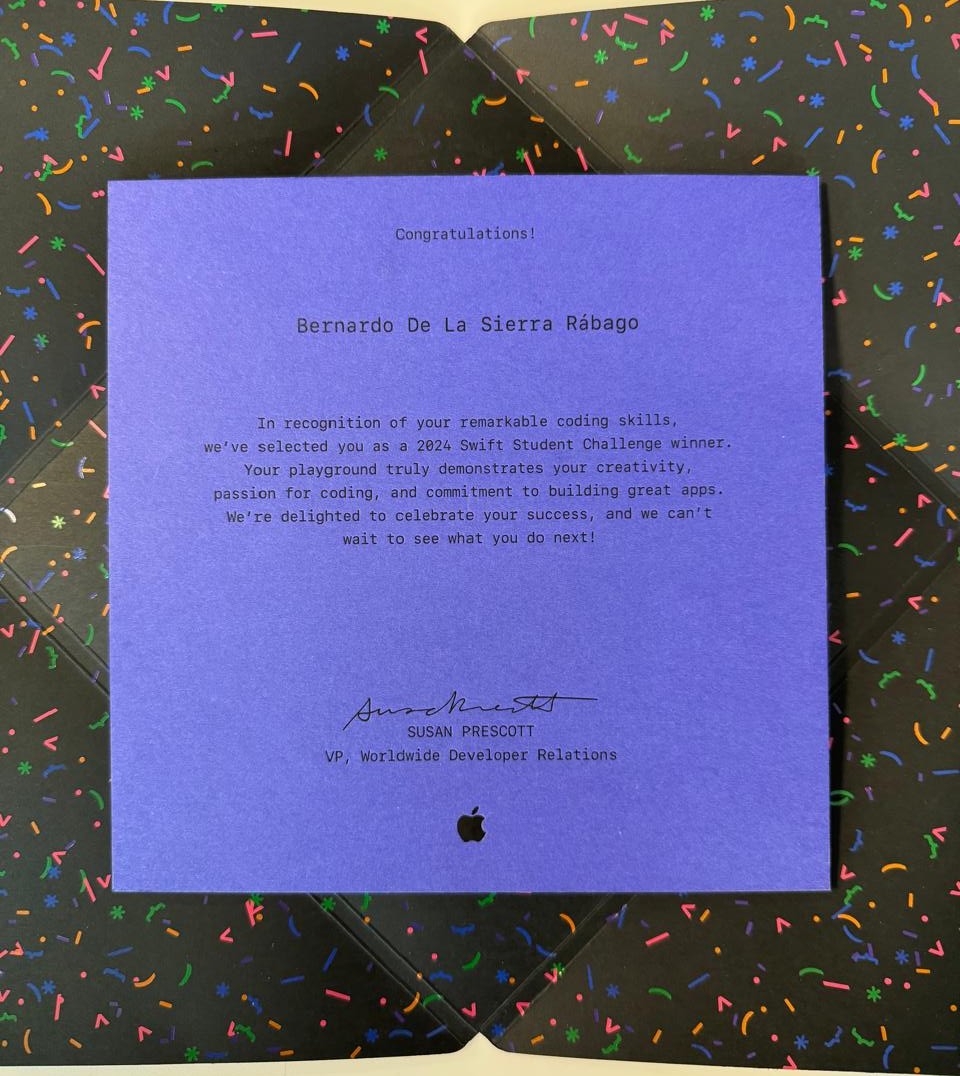 Congratulations!
Bernardo De La Sierra Rábago
In recognition of your remarkable coding skills,
we've selected you as a 2024 Swift Student Challenge winner.
Your playground truly demonstrates your creativity,
passion for coding, and commitment to building great apps.
We're delighted to celebrate your success, and we can't
wait to see what you do next!
SUSAN PRESCOTT
VP, Worldwide Developer Relations